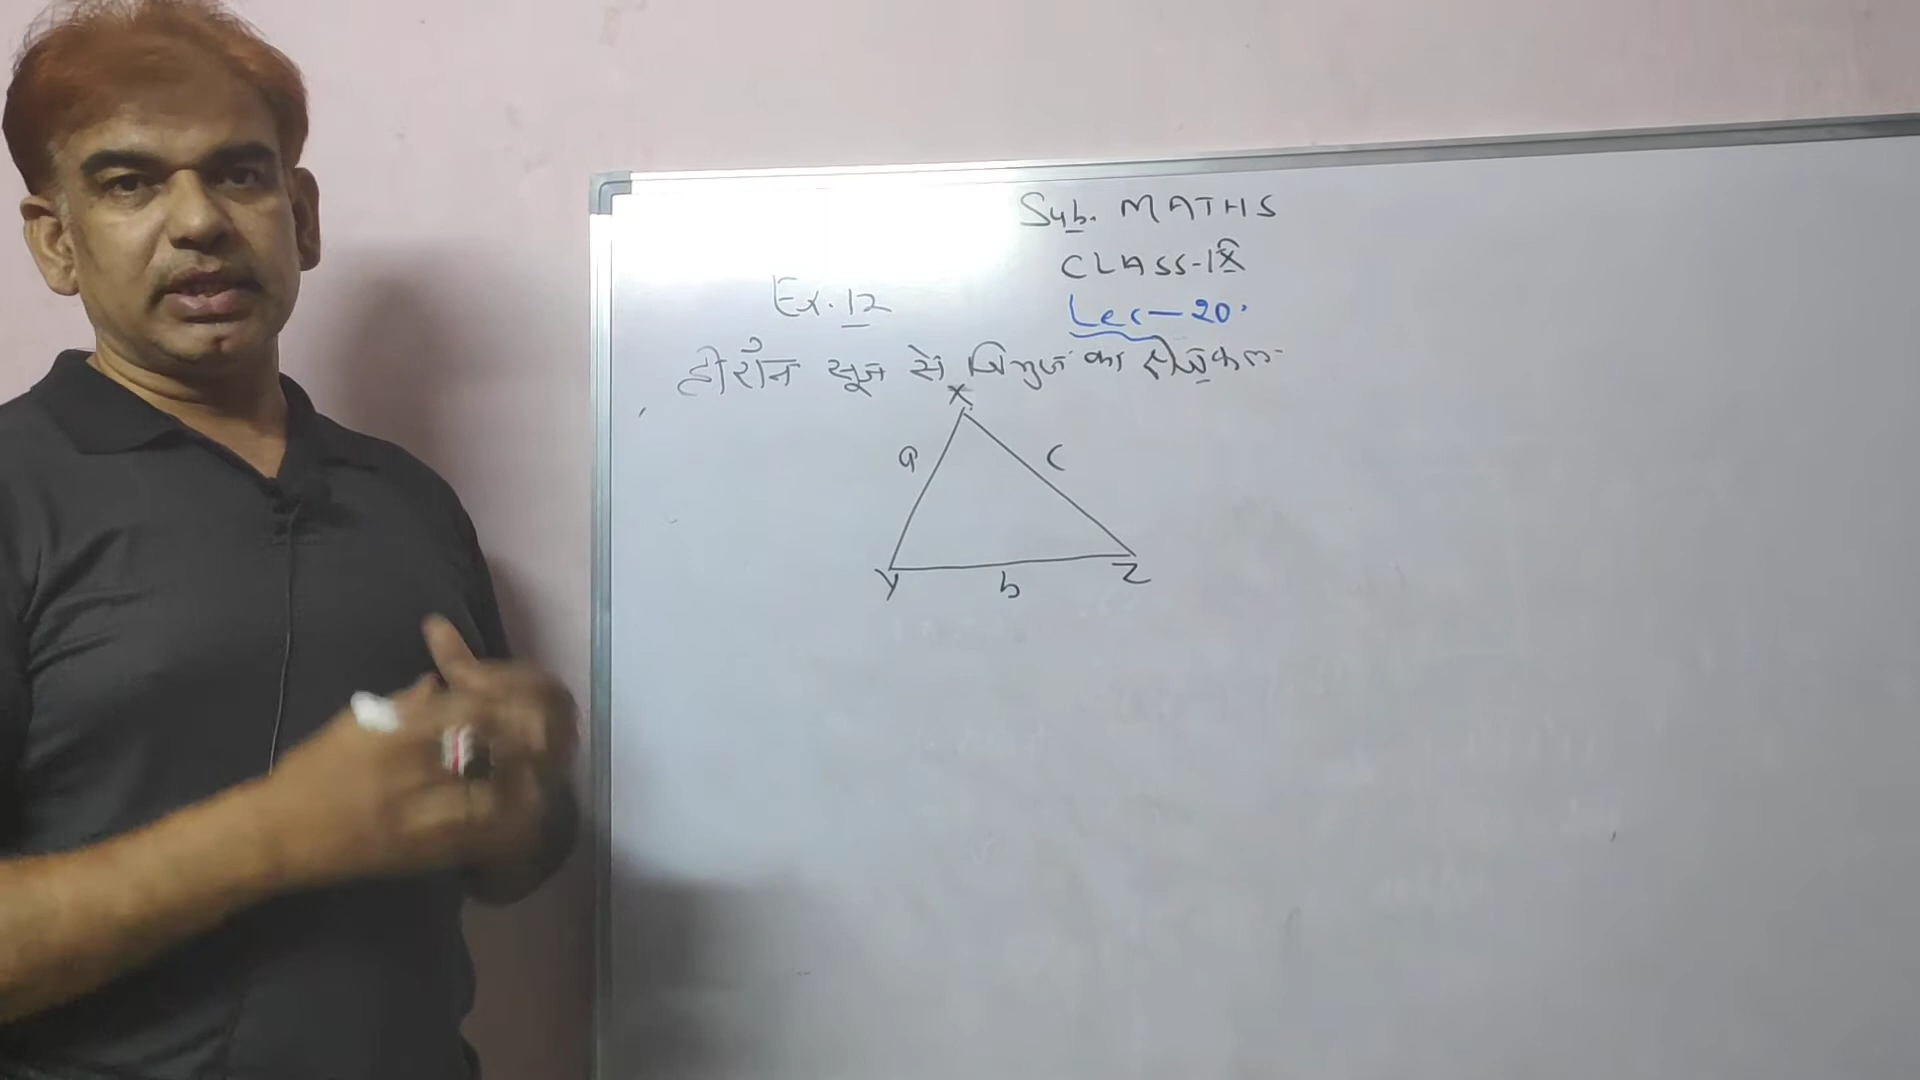 Sub. MATHS
CLASS-IX
Ex. 12
Lec-20.
हीरोन सूत्र से त्रिभुज का क्षेत्रफल
X
a
c
Y
b
Z